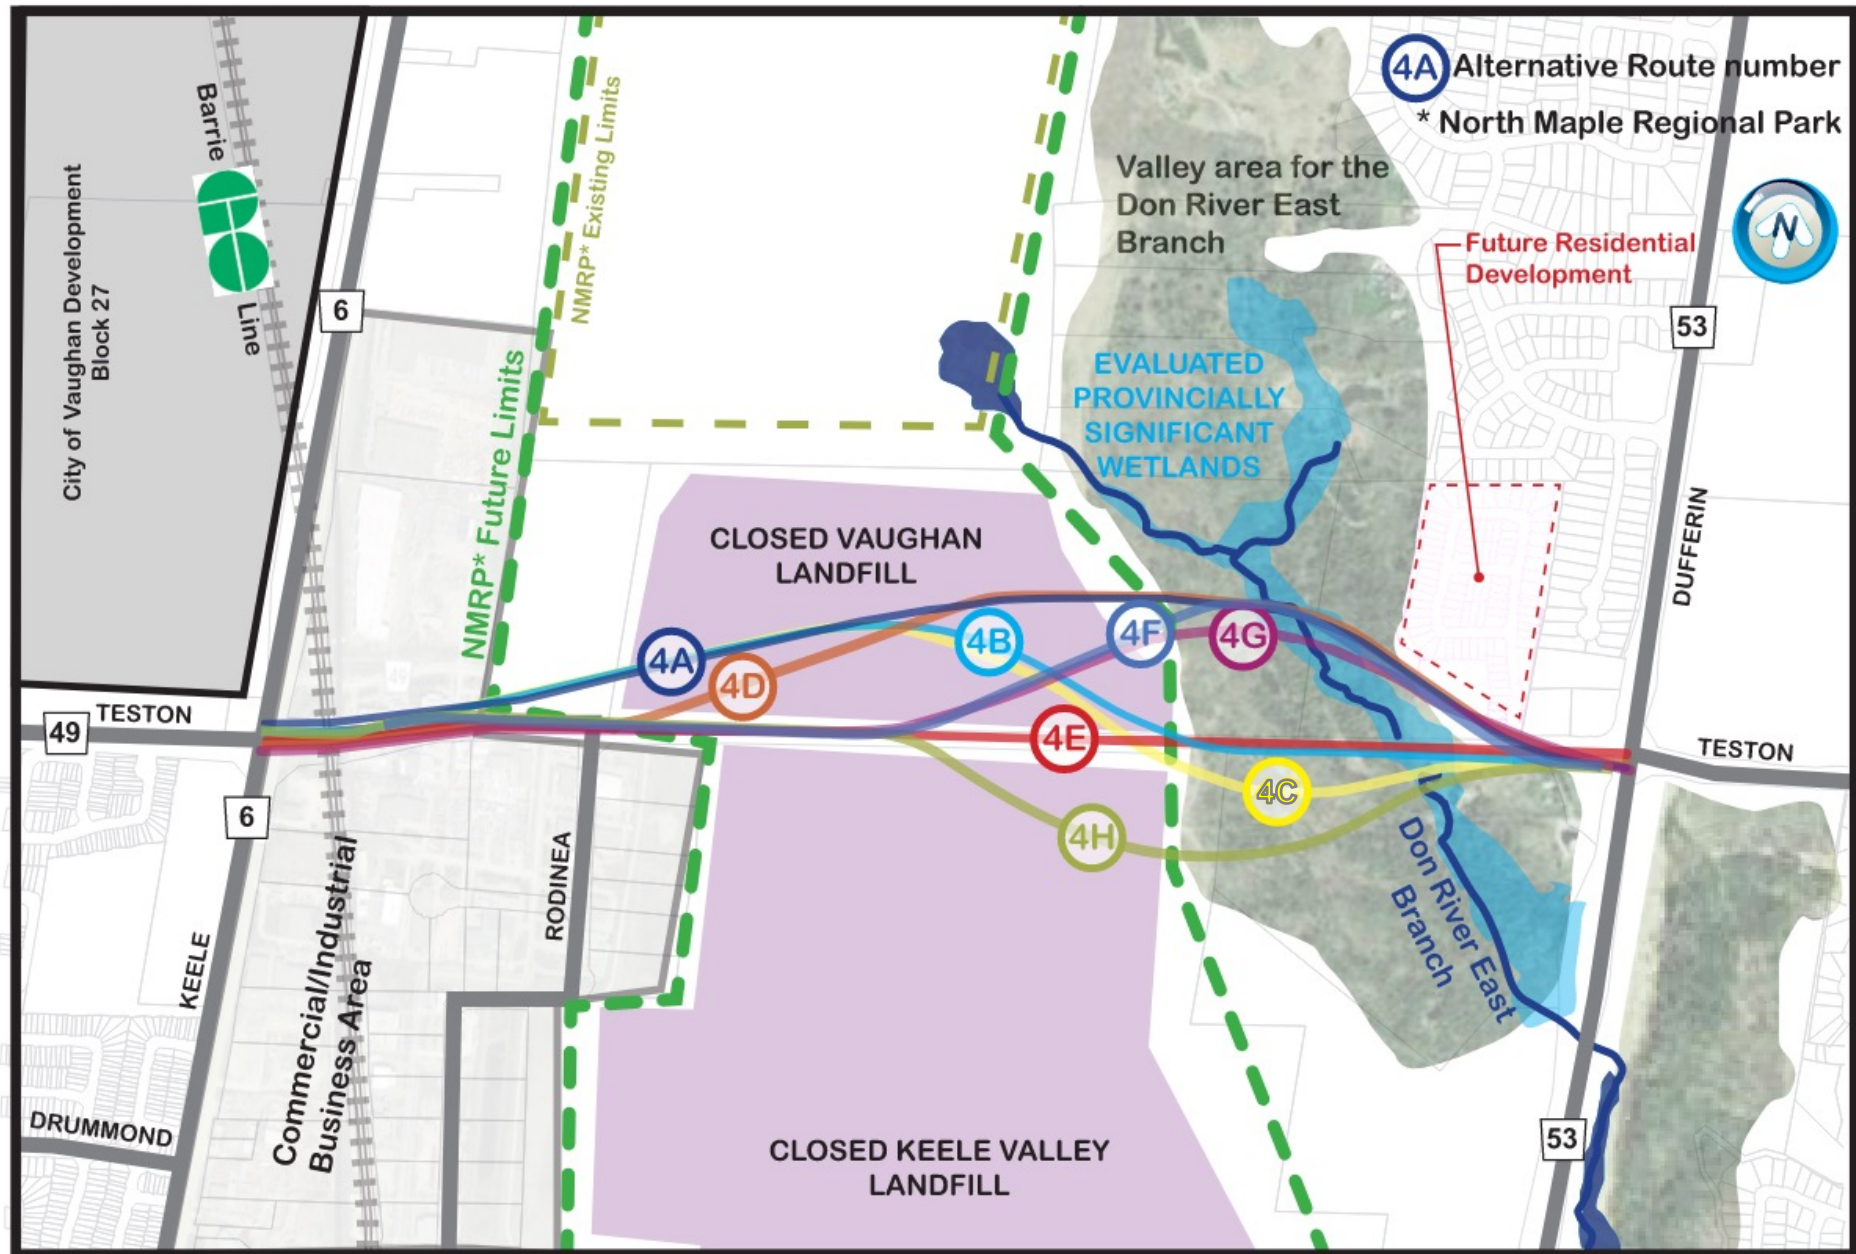 4A Alternative Route number
* North Maple Regional Park
N
Barrie
Line
City of Vaughan Development
Block 27
6
NMRP* Existing Limits
NMRP* Future Limits
Valley area for the
Don River East
Branch
Future Residential
Development
53
EVALUATED
PROVINCIALLY
SIGNIFICANT
WETLANDS
DUFFERIN
CLOSED VAUGHAN
LANDFILL
4A
4D
4B
4F
4G
4E
4C
4H
TESTON
49
49
TESTON
6
KEELE
RODINEA
Commercial/Industrial
Business Area
Don River East
Branch
DRUMMOND
CLOSED KEELE VALLEY
LANDFILL
53